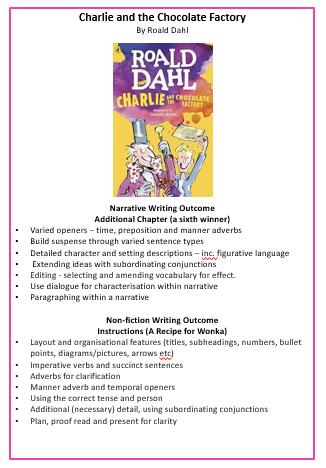 Charlie and the Chocolate Factory
By Roald Dahl
ROALD
DAHL
CHARLIE AND THE CHOCOLATE
FACTORY
Narrative Writing Outcome
Additional Chapter (a sixth winner)
• Varied openers – time, preposition and manner adverbs
• Build suspense through varied sentence types
• Detailed character and setting descriptions – inc. figurative language
• Extending ideas with subordinating conjunctions
• Editing - selecting and amending vocabulary for effect.
• Use dialogue for characterisation within narrative
• Paragraphing within a narrative
Non-fiction Writing Outcome
Instructions (A Recipe for Wonka)
• Layout and organisational features (titles, subheadings, numbers, bullet
points, diagrams/pictures, arrows etc)
• Imperative verbs and succinct sentences
• Adverbs for clarification
• Manner adverb and temporal openers
• Using the correct tense and person
• Additional (necessary) detail, using subordinating conjunctions
• Plan, proof read and present for clarity